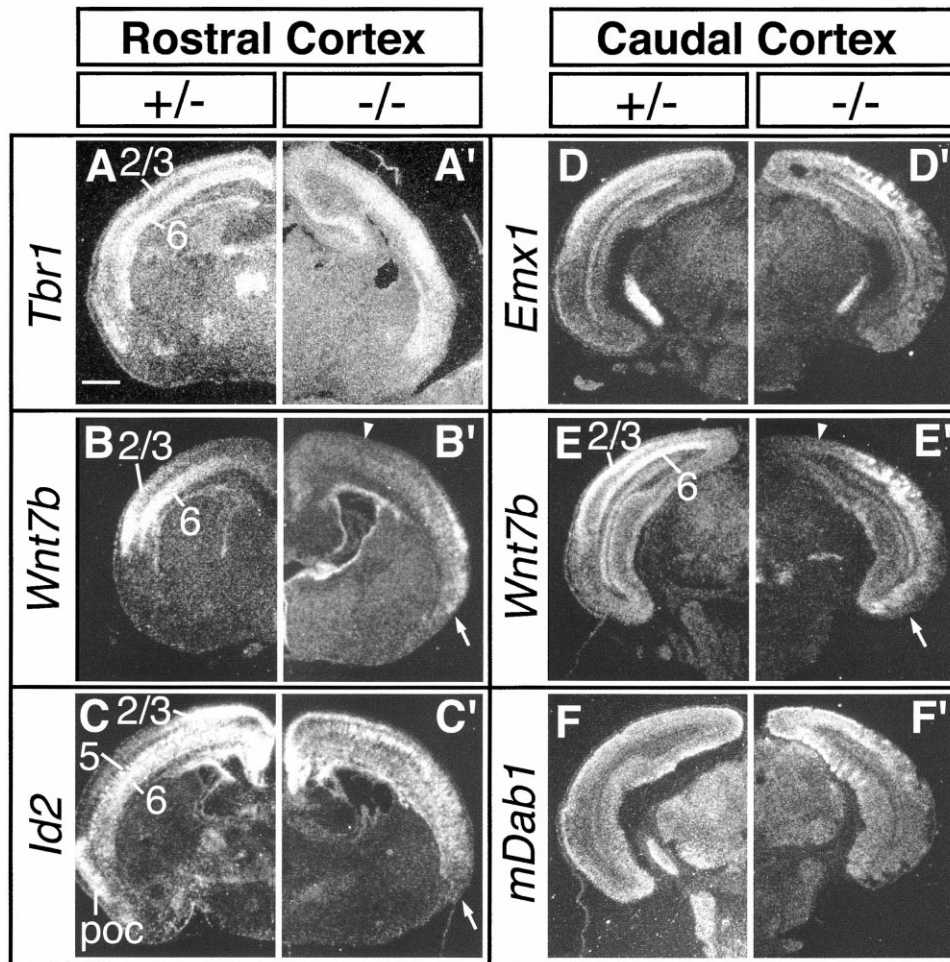 Rostral Cortex
Caudal Cortex
+/-
-/-
+/-
-/-
Tbr1
A
2/3
6
A'
Emx1
D
D'
Wnt7b
B
2/3
6
B'
Wnt7b
E
2/3
6
E'
Id2
C
2/3
5
6
poc
C'
mDab1
F
F'